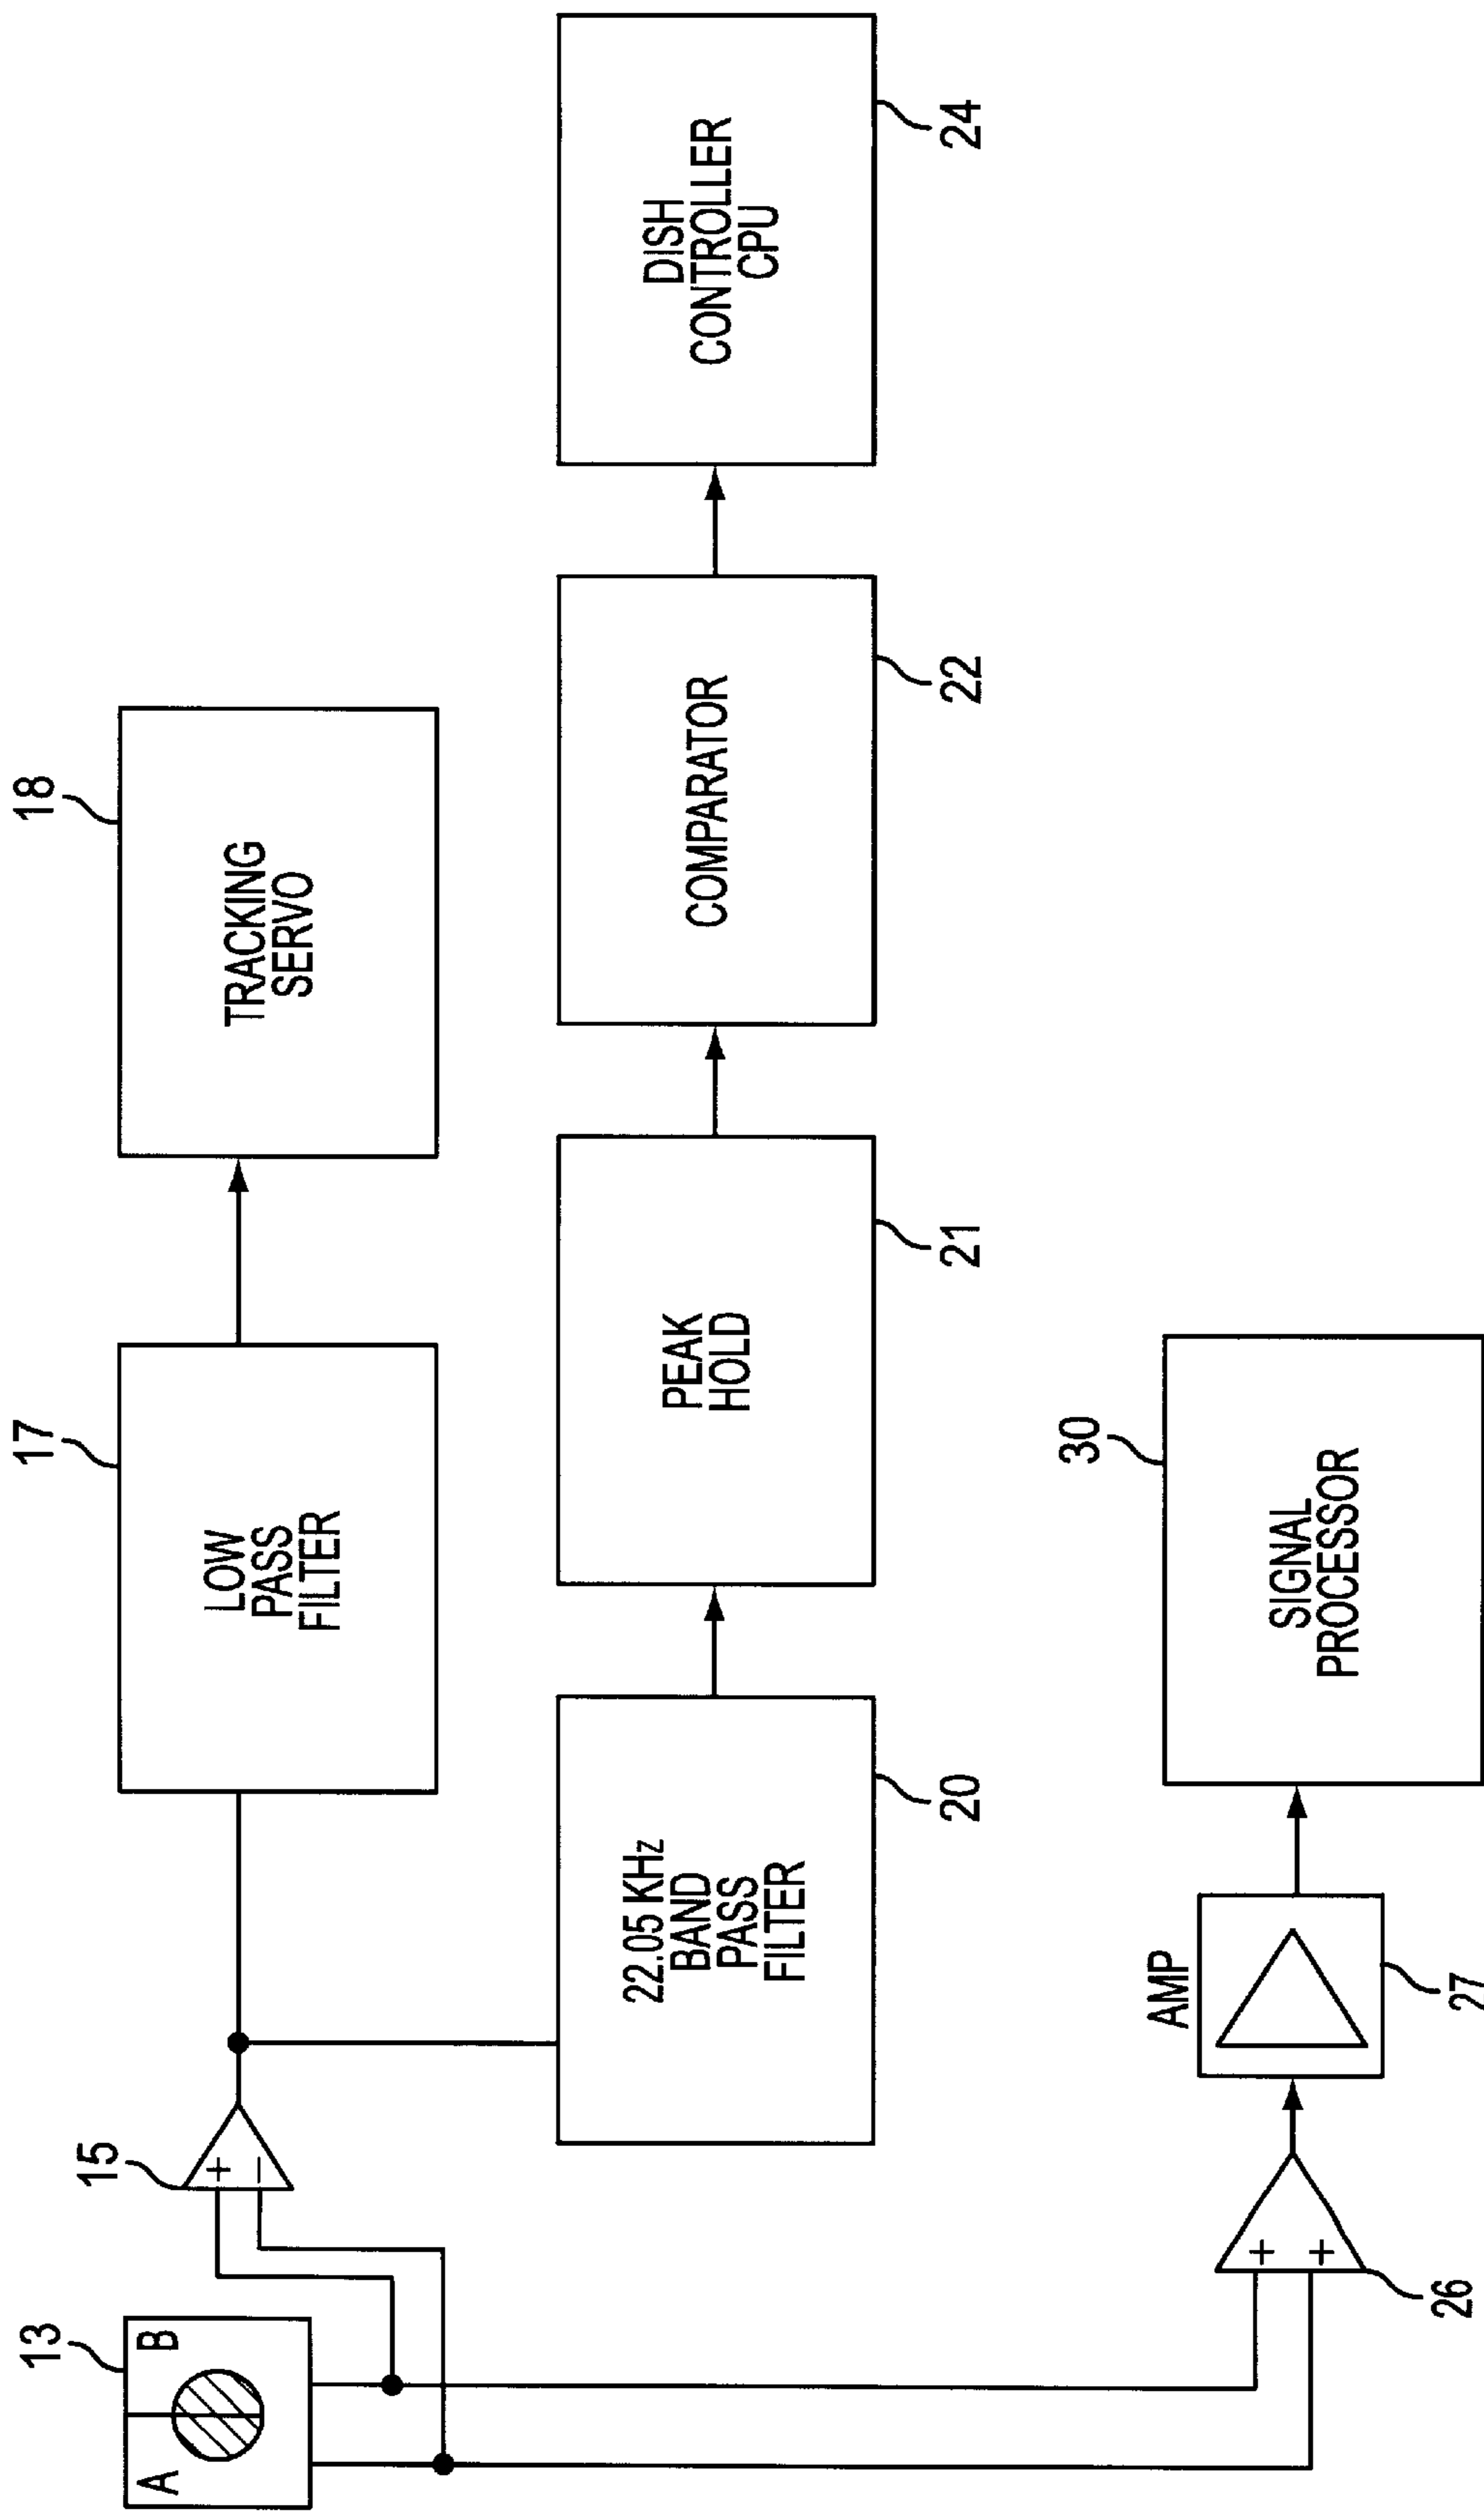 13
A
B
15
+
−
17
LOW
PASS
FILTER
18
TRACKING
SERVO
22.05 KHz
BAND
PASS
FILTER
20
PEAK
HOLD
21
COMPARATOR
22
DISH
CONTROLLER
CPU
24
+
+
26
AMP
27
SIGNAL
PROCESSOR
30